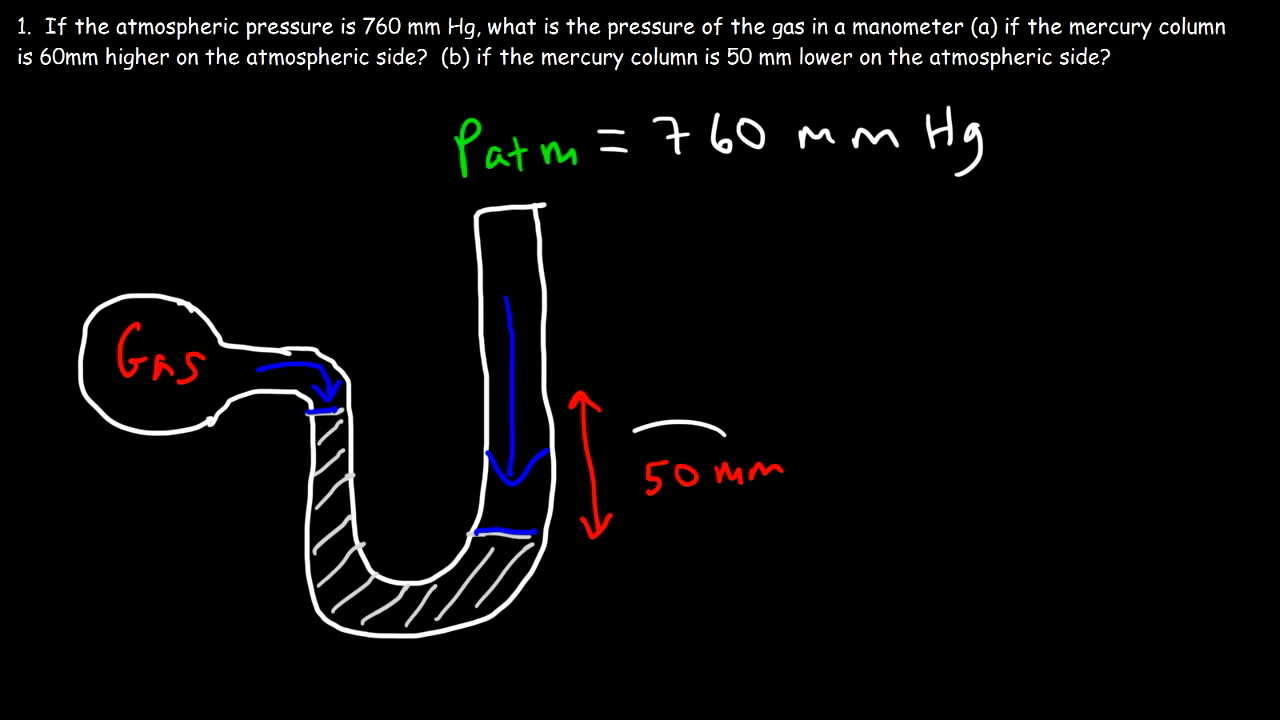 1. If the atmospheric pressure is 760 mm Hg, what is the pressure of the gas in a manometer (a) if the mercury column
is 60mm higher on the atmospheric side? (b) if the mercury column is 50 mm lower on the atmospheric side?
Patm = 760 mm Hg
Gas
50 mm